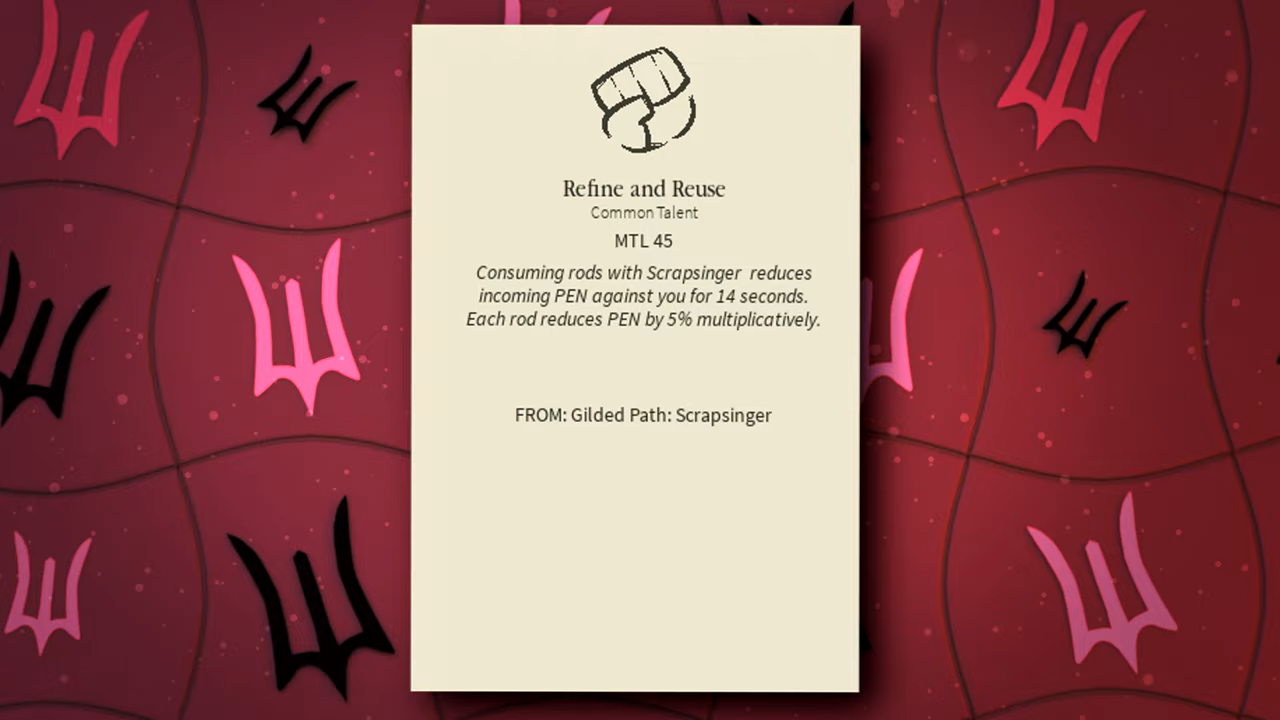 Refine and Reuse
Common Talent
MTL 45
Consuming rods with Scrapsinger  reduces
incoming PEN against you for 14 seconds.
Each rod reduces PEN by 5% multiplicatively.
FROM: Gilded Path: Scrapsinger